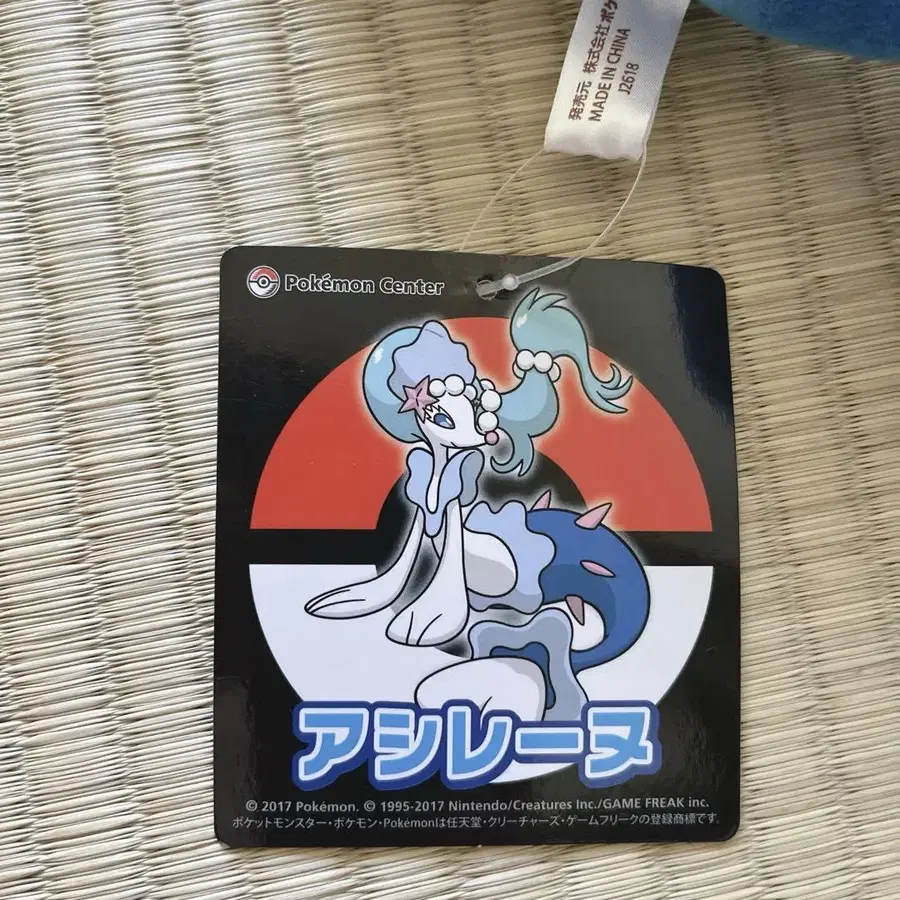 発売元 株式会社ポケ
MADE IN CHINA
J2618
Pokémon Center
アシレーヌ
© 2017 Pokémon. © 1995-2017 Nintendo/Creatures Inc./GAME FREAK inc.
ポケットモンスター・ポケモン・Pokémonは任天堂・クリーチャーズ・ゲームフリークの登録商標です。